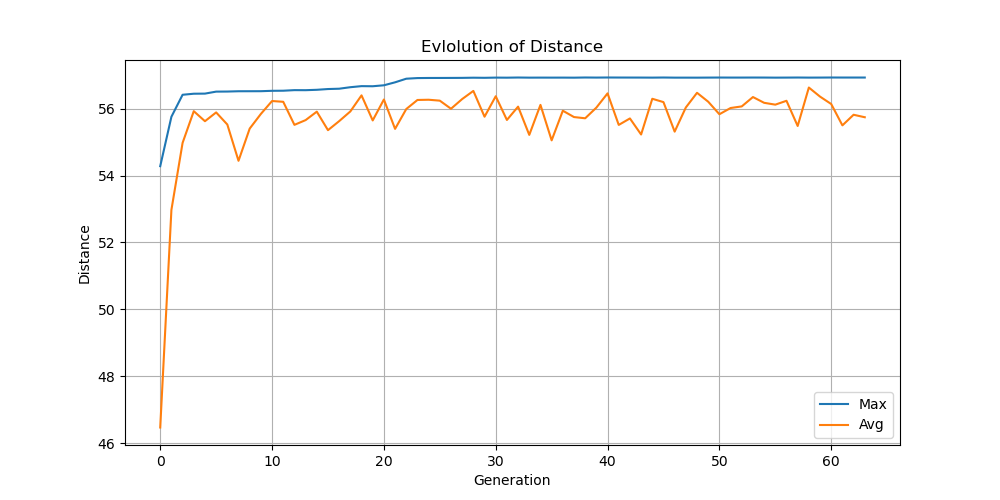 Evlolution of Distance
Distance
56
54
52
50
48
46
0 10 20 30 40 50 60
Generation
Max
Avg